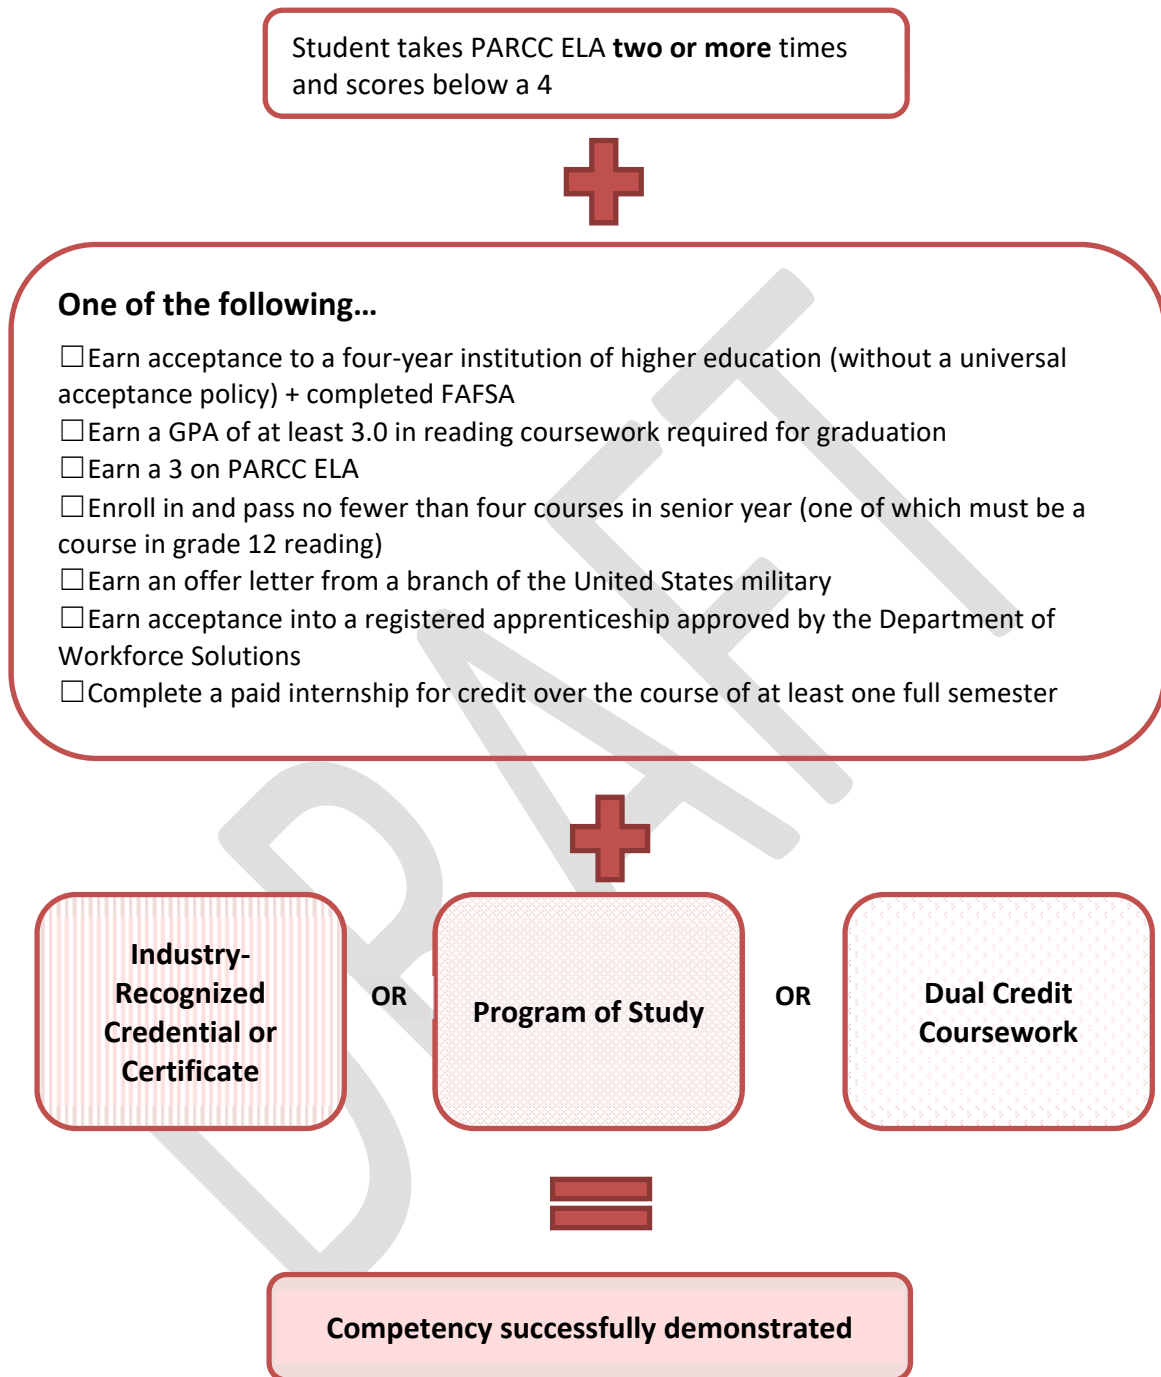 Student takes PARCC ELA two or more times
and scores below a 4
One of the following…
☐Earn acceptance to a four-year institution of higher education (without a universal
acceptance policy) + completed FAFSA
☐Earn a GPA of at least 3.0 in reading coursework required for graduation
☐Earn a 3 on PARCC ELA
☐Enroll in and pass no fewer than four courses in senior year (one of which must be a
course in grade 12 reading)
☐Earn an offer letter from a branch of the United States military
☐Earn acceptance into a registered apprenticeship approved by the Department of
Workforce Solutions
☐Complete a paid internship for credit over the course of at least one full semester
DRAFT
Industry-
Recognized
Credential or
Certificate
OR
Program of Study
OR
Dual Credit
Coursework
Competency successfully demonstrated